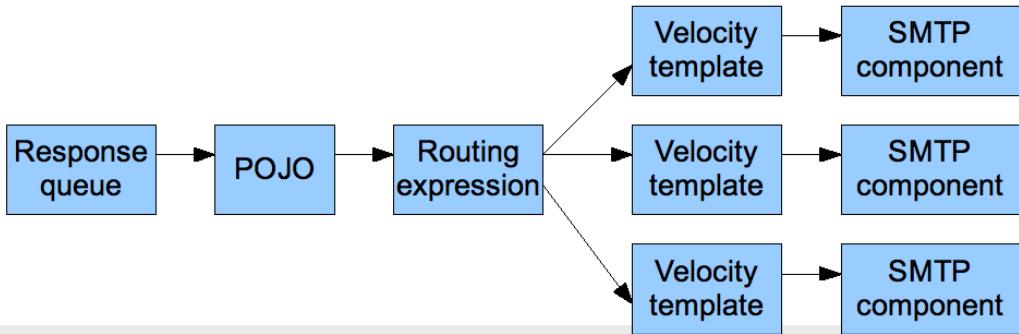 Velocity
template
SMTP
component
Response
queue
POJO
Routing
expression
Velocity
template
SMTP
component
Velocity
template
SMTP
component